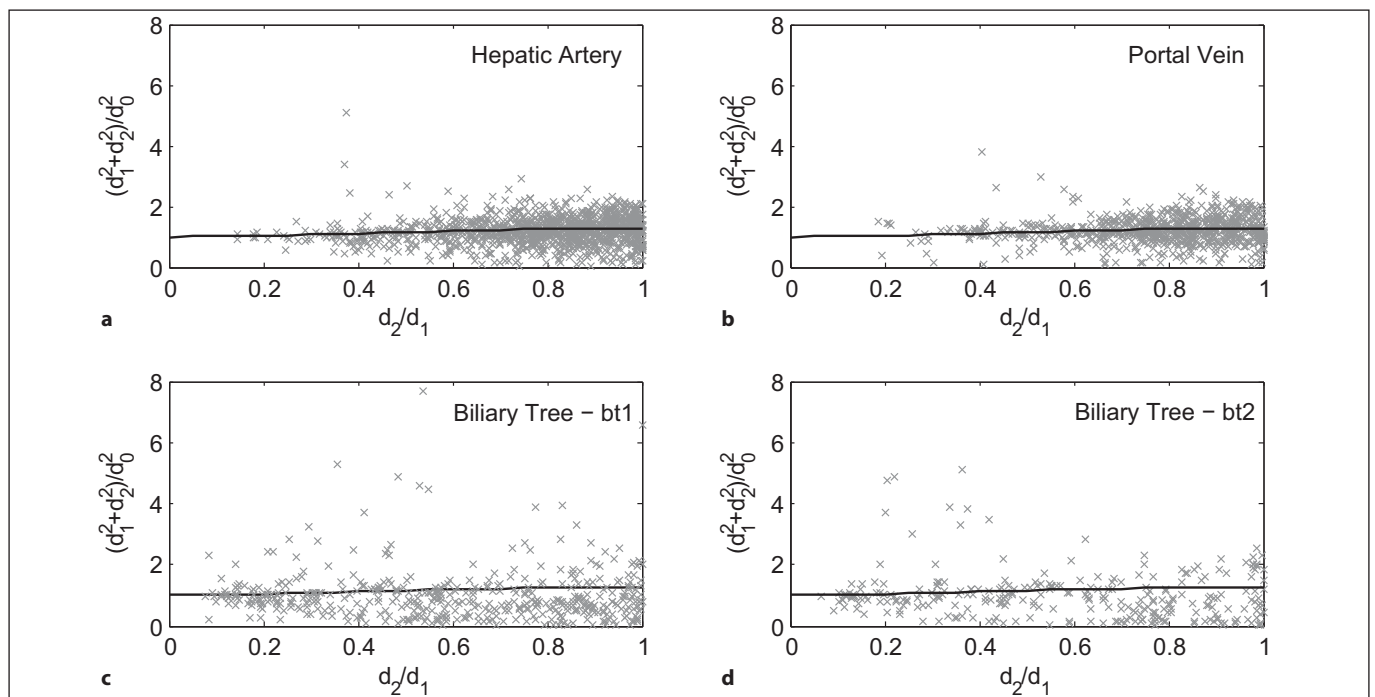 8
6
4
2
0
(d₁²+d₂²)/d₀²
Hepatic Artery
0 0.2 0.4 0.6 0.8 1
d₂/d₁
a
8
6
4
2
0
(d₁²+d₂²)/d₀²
Portal Vein
0 0.2 0.4 0.6 0.8 1
d₂/d₁
b
8
6
4
2
0
(d₁²+d₂²)/d₀²
Biliary Tree − bt1
0 0.2 0.4 0.6 0.8 1
d₂/d₁
c
8
6
4
2
0
(d₁²+d₂²)/d₀²
Biliary Tree − bt2
0 0.2 0.4 0.6 0.8 1
d₂/d₁
d